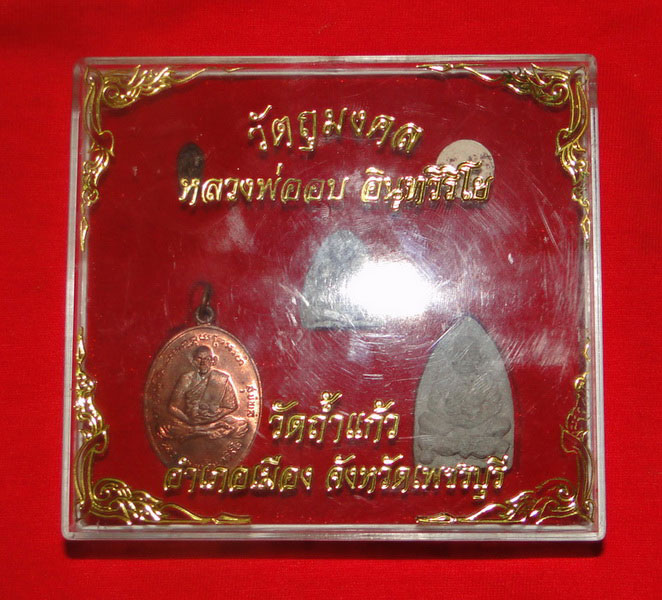 วัตถุมงคล
หลวงพ่ออบ อินฺทวิริโย
วัดถ้ำแก้ว
อำเภอเมือง จังหวัดเพชรบุรี